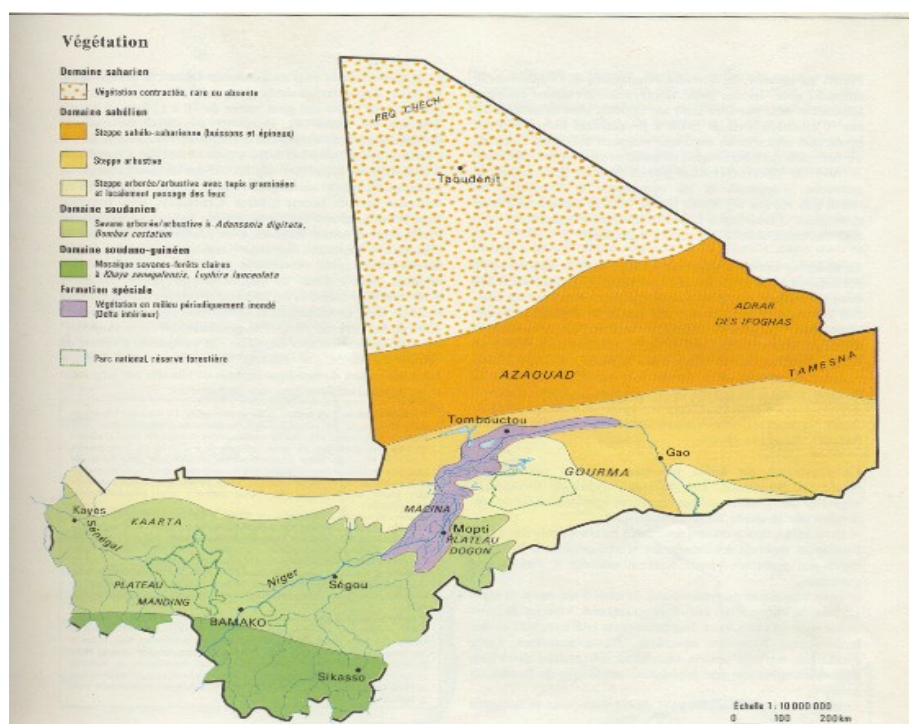 Végétation
Domaine saharien
Végétation contractée, rare ou absente
Domaine sahélien
Steppe sahélo-saharienne (buissons et épineux)
Steppe arbustive
Steppe arborée/arbustive avec tapis graminéen
et localement passage des feux
Domaine soudanien
Savane arborée/arbustive à Adansonia digitata,
Bombax costatum
Domaine soudano-guinéen
Mosaïque savanes-forêts claires
à Khaya senegalensis, Lophira lanceolata
Formation spéciale
Végétation en milieu périodiquement inondé
(Delta intérieur)
Parc national, réserve forestière
ERG CHECH
Taoudenit
ADRAR
DES IFOGHAS
TAMESNA
AZAOUAD
Tombouctou
Gao
GOURMA
Kayes
Sénégal
KAARTA
MACINA
Mopti
PLATEAU
DOGON
Niger
Ségou
PLATEAU
MANDING
BAMAKO
Sikasso
Échelle 1: 10 000 000
0 100 200 km